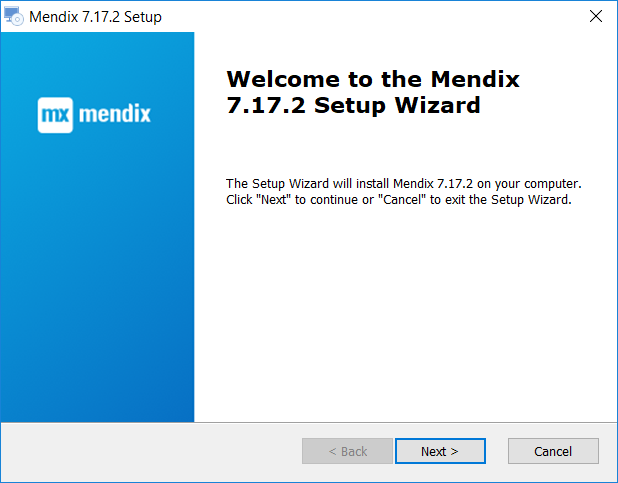 Mendix 7.17.2 Setup
mx mendix
Welcome to the Mendix
7.17.2 Setup Wizard
The Setup Wizard will install Mendix 7.17.2 on your computer.
Click "Next" to continue or "Cancel" to exit the Setup Wizard.
< Back
Next >
Cancel